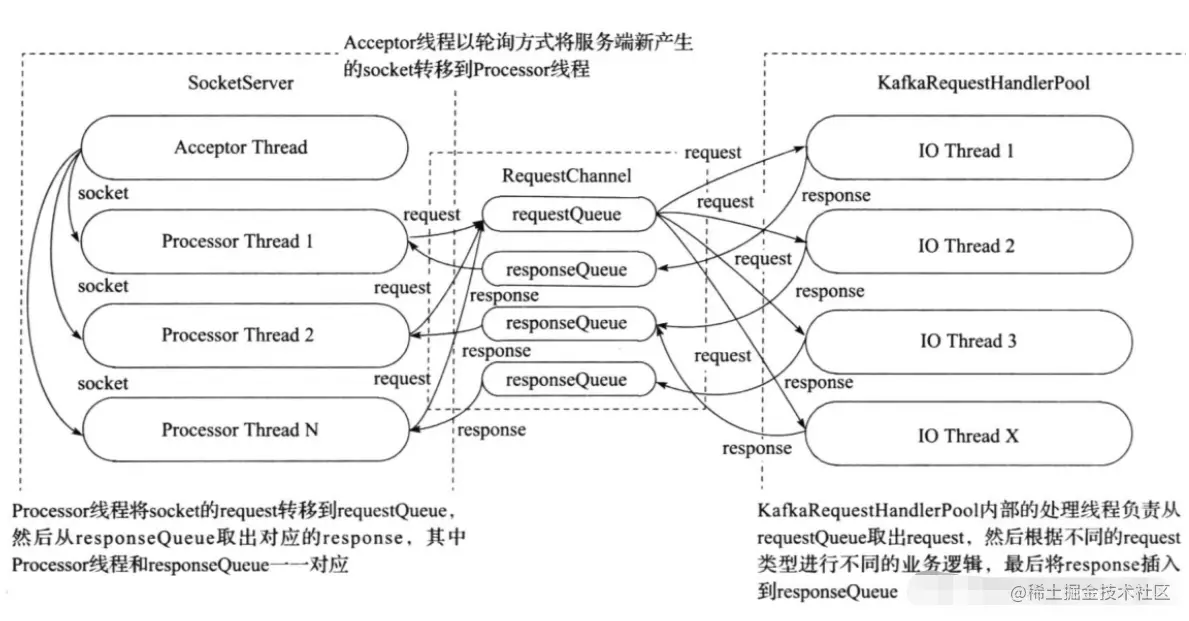 Acceptor线程以轮询方式将服务端新产生
的socket转移到Processor线程
SocketServer
Acceptor Thread
socket
Processor Thread 1
socket
Processor Thread 2
socket
Processor Thread N
request
request
request
RequestChannel
requestQueue
responseQueue
response
responseQueue
response
responseQueue
response
KafkaRequestHandlerPool
request
IO Thread 1
response
request
IO Thread 2
request
response
IO Thread 3
request
response
IO Thread X
response
Processor线程将socket的request转移到requestQueue,
然后从responseQueue取出对应的response,其中
Processor线程和responseQueue一一对应
KafkaRequestHandlerPool内部的处理线程负责从
requestQueue取出request,然后根据不同的request
类型进行不同的业务逻辑,最后将response插入
到responseQueue
@稀土掘金技术社区